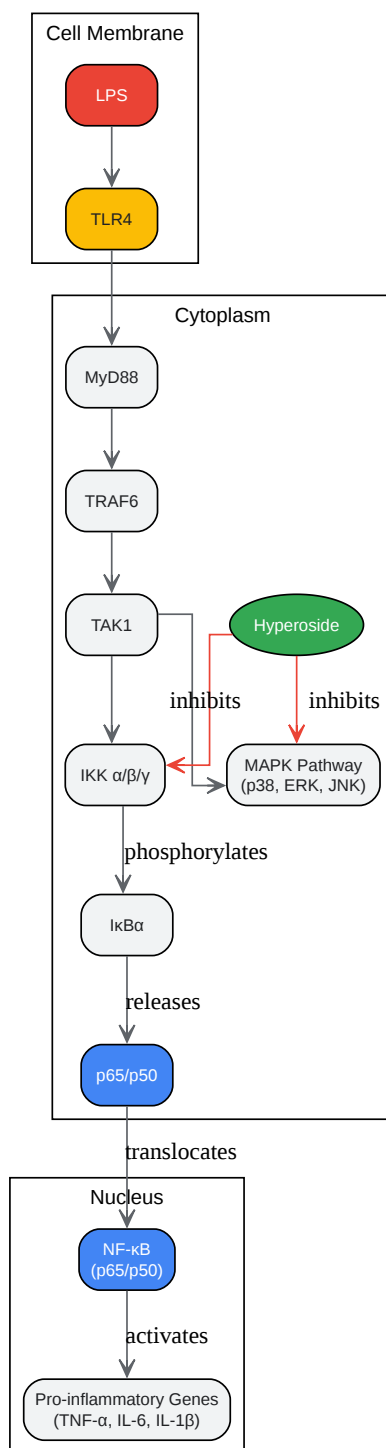 Cell Membrane
LPS
TLR4
Cytoplasm
MyD88
TRAF6
TAK1
Hyperoside
inhibits
inhibits
IKK α/β/γ
MAPK Pathway
(p38, ERK, JNK)
phosphorylates
IκBα
releases
p65/p50
translocates
Nucleus
NF-κB
(p65/p50)
activates
Pro-inflammatory Genes
(TNF-α, IL-6, IL-1β)